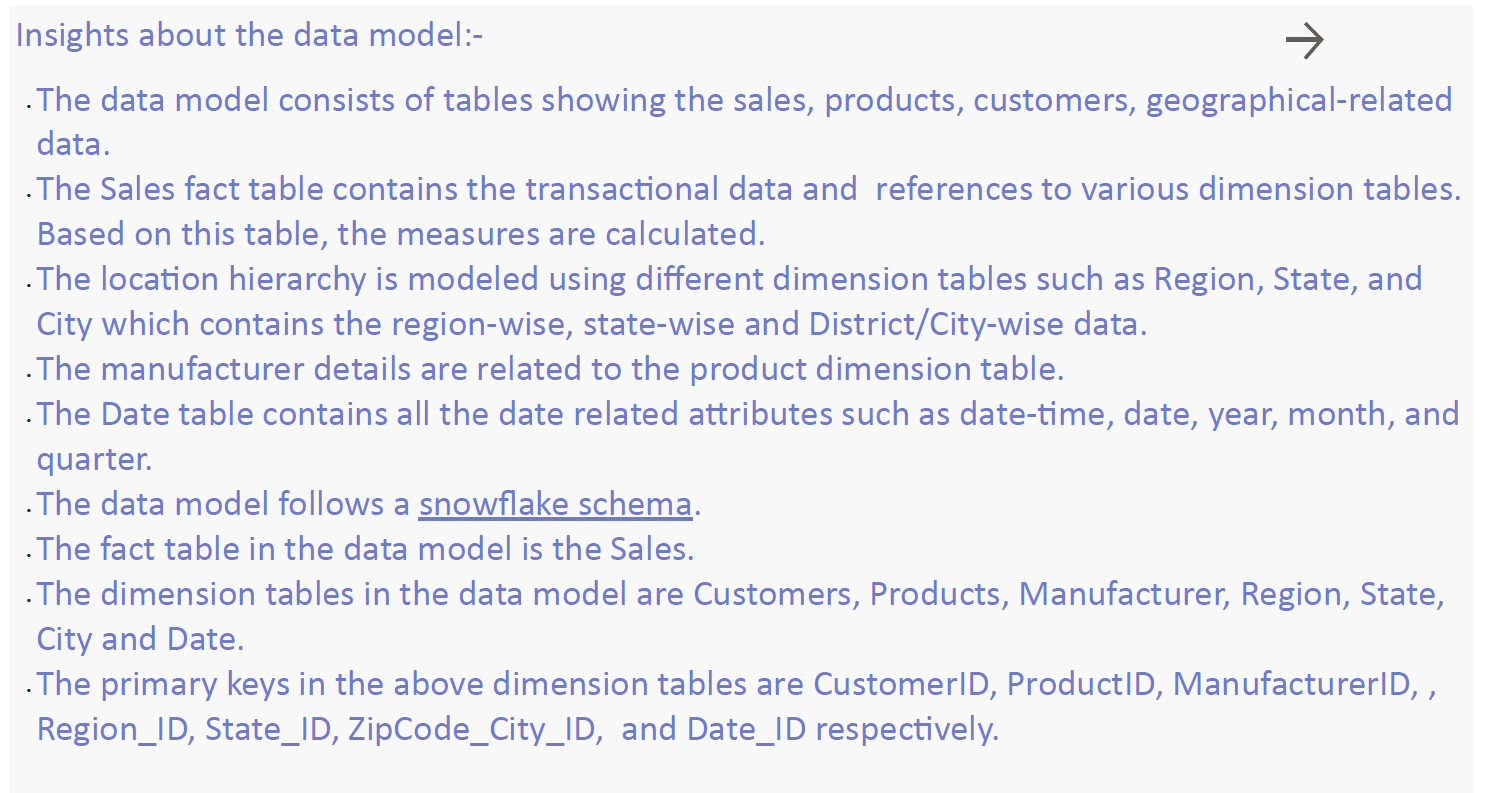 Insights about the data model:-
.The data model consists of tables showing the sales, products, customers, geographical-related
data.
.The Sales fact table contains the transactional data and  references to various dimension tables.
Based on this table, the measures are calculated.
.The location hierarchy is modeled using different dimension tables such as Region, State, and
City which contains the region-wise, state-wise and District/City-wise data.
.The manufacturer details are related to the product dimension table.
.The Date table contains all the date related attributes such as date-time, date, year, month, and
quarter.
.The data model follows a snowflake schema.
.The fact table in the data model is the Sales.
.The dimension tables in the data model are Customers, Products, Manufacturer, Region, State,
City and Date.
.The primary keys in the above dimension tables are CustomerID, ProductID, ManufacturerID, ,
Region_ID, State_ID, ZipCode_City_ID,  and Date_ID respectively.